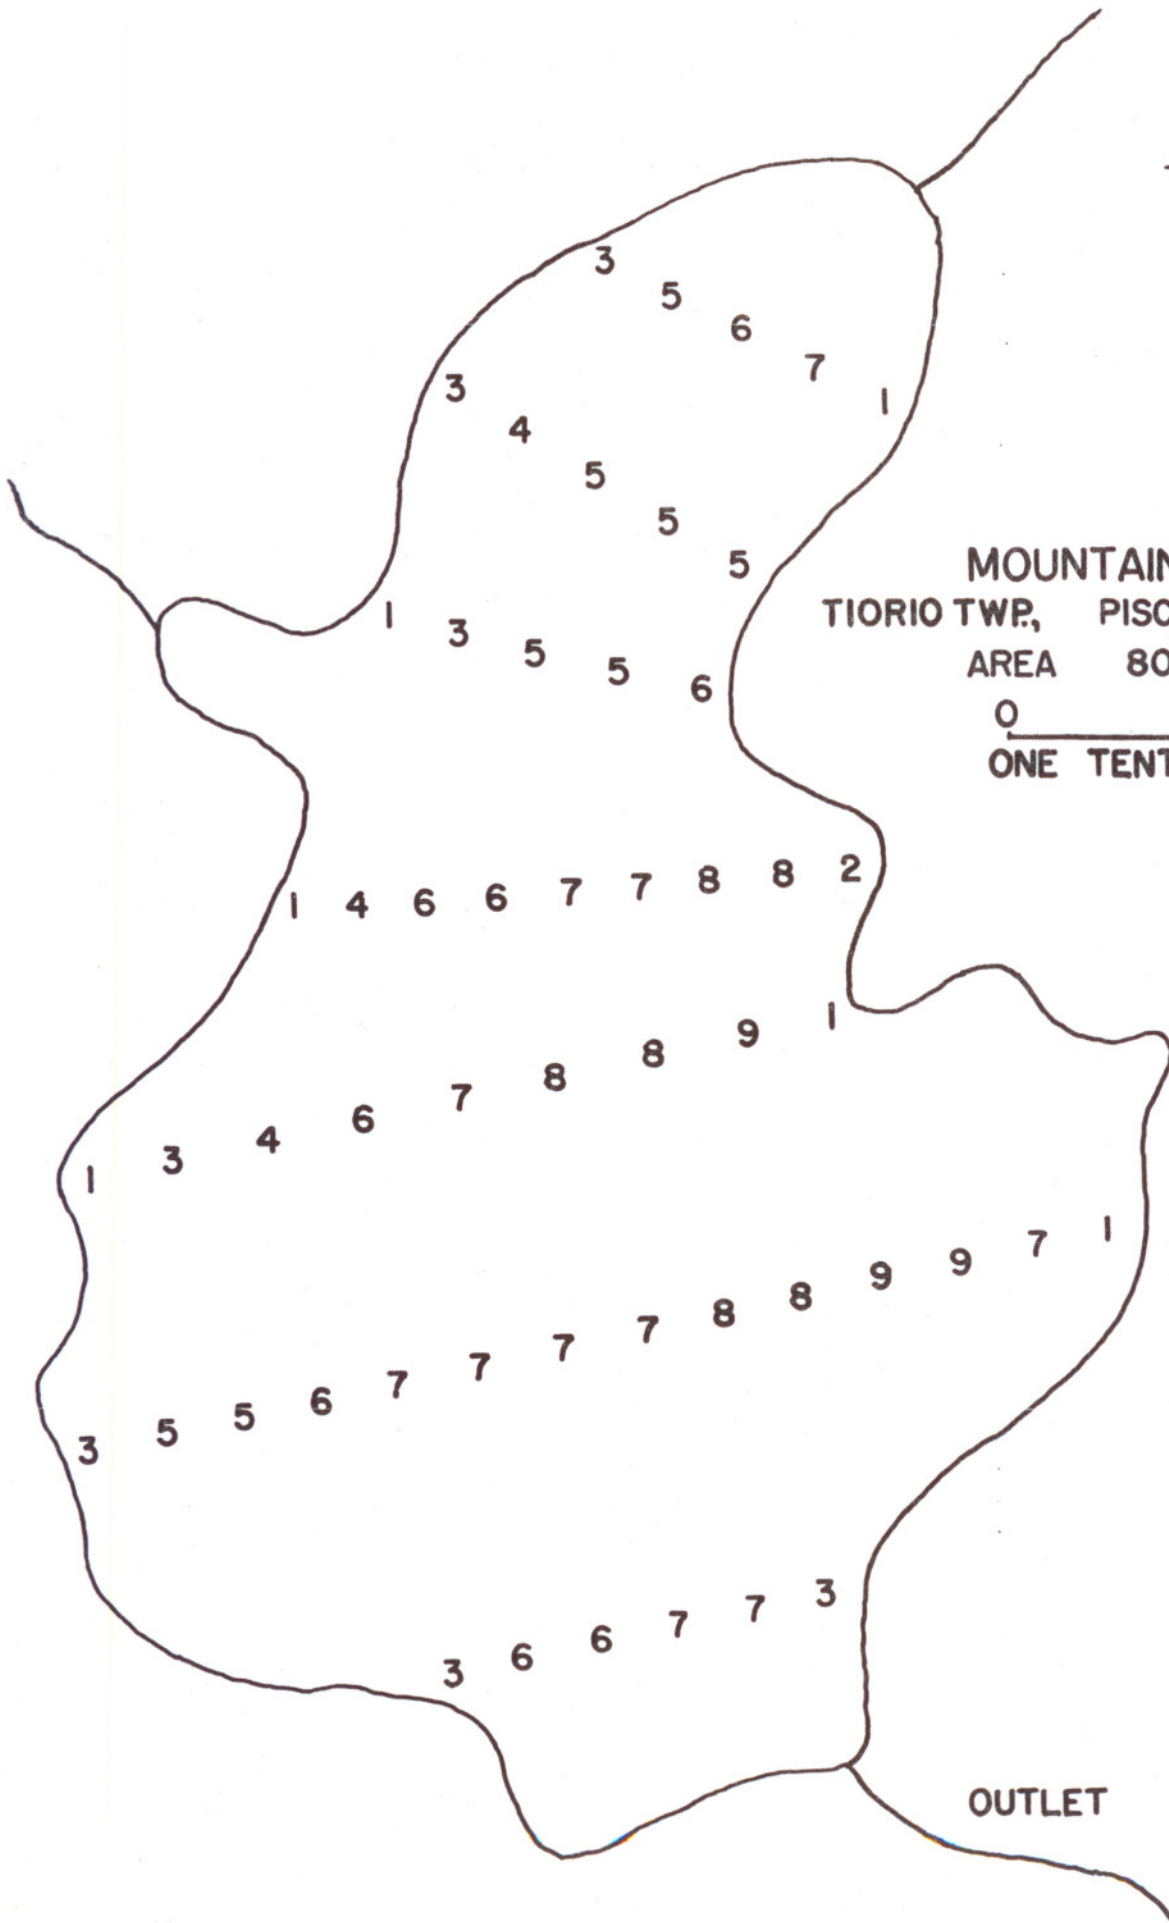 3 5 6 7 1
3 4 5 5 5
MOUNTAIN
TIORIO TWP., PISC
AREA 80
1 3 5 5 6
0
ONE TENT
1 4 6 6 7 7 8 8 2
1 3 4 6 7 8 8 9 1
3 5 5 6 7 7 7 7 8 8 9 9 7 1
3 6 6 7 7 3
OUTLET